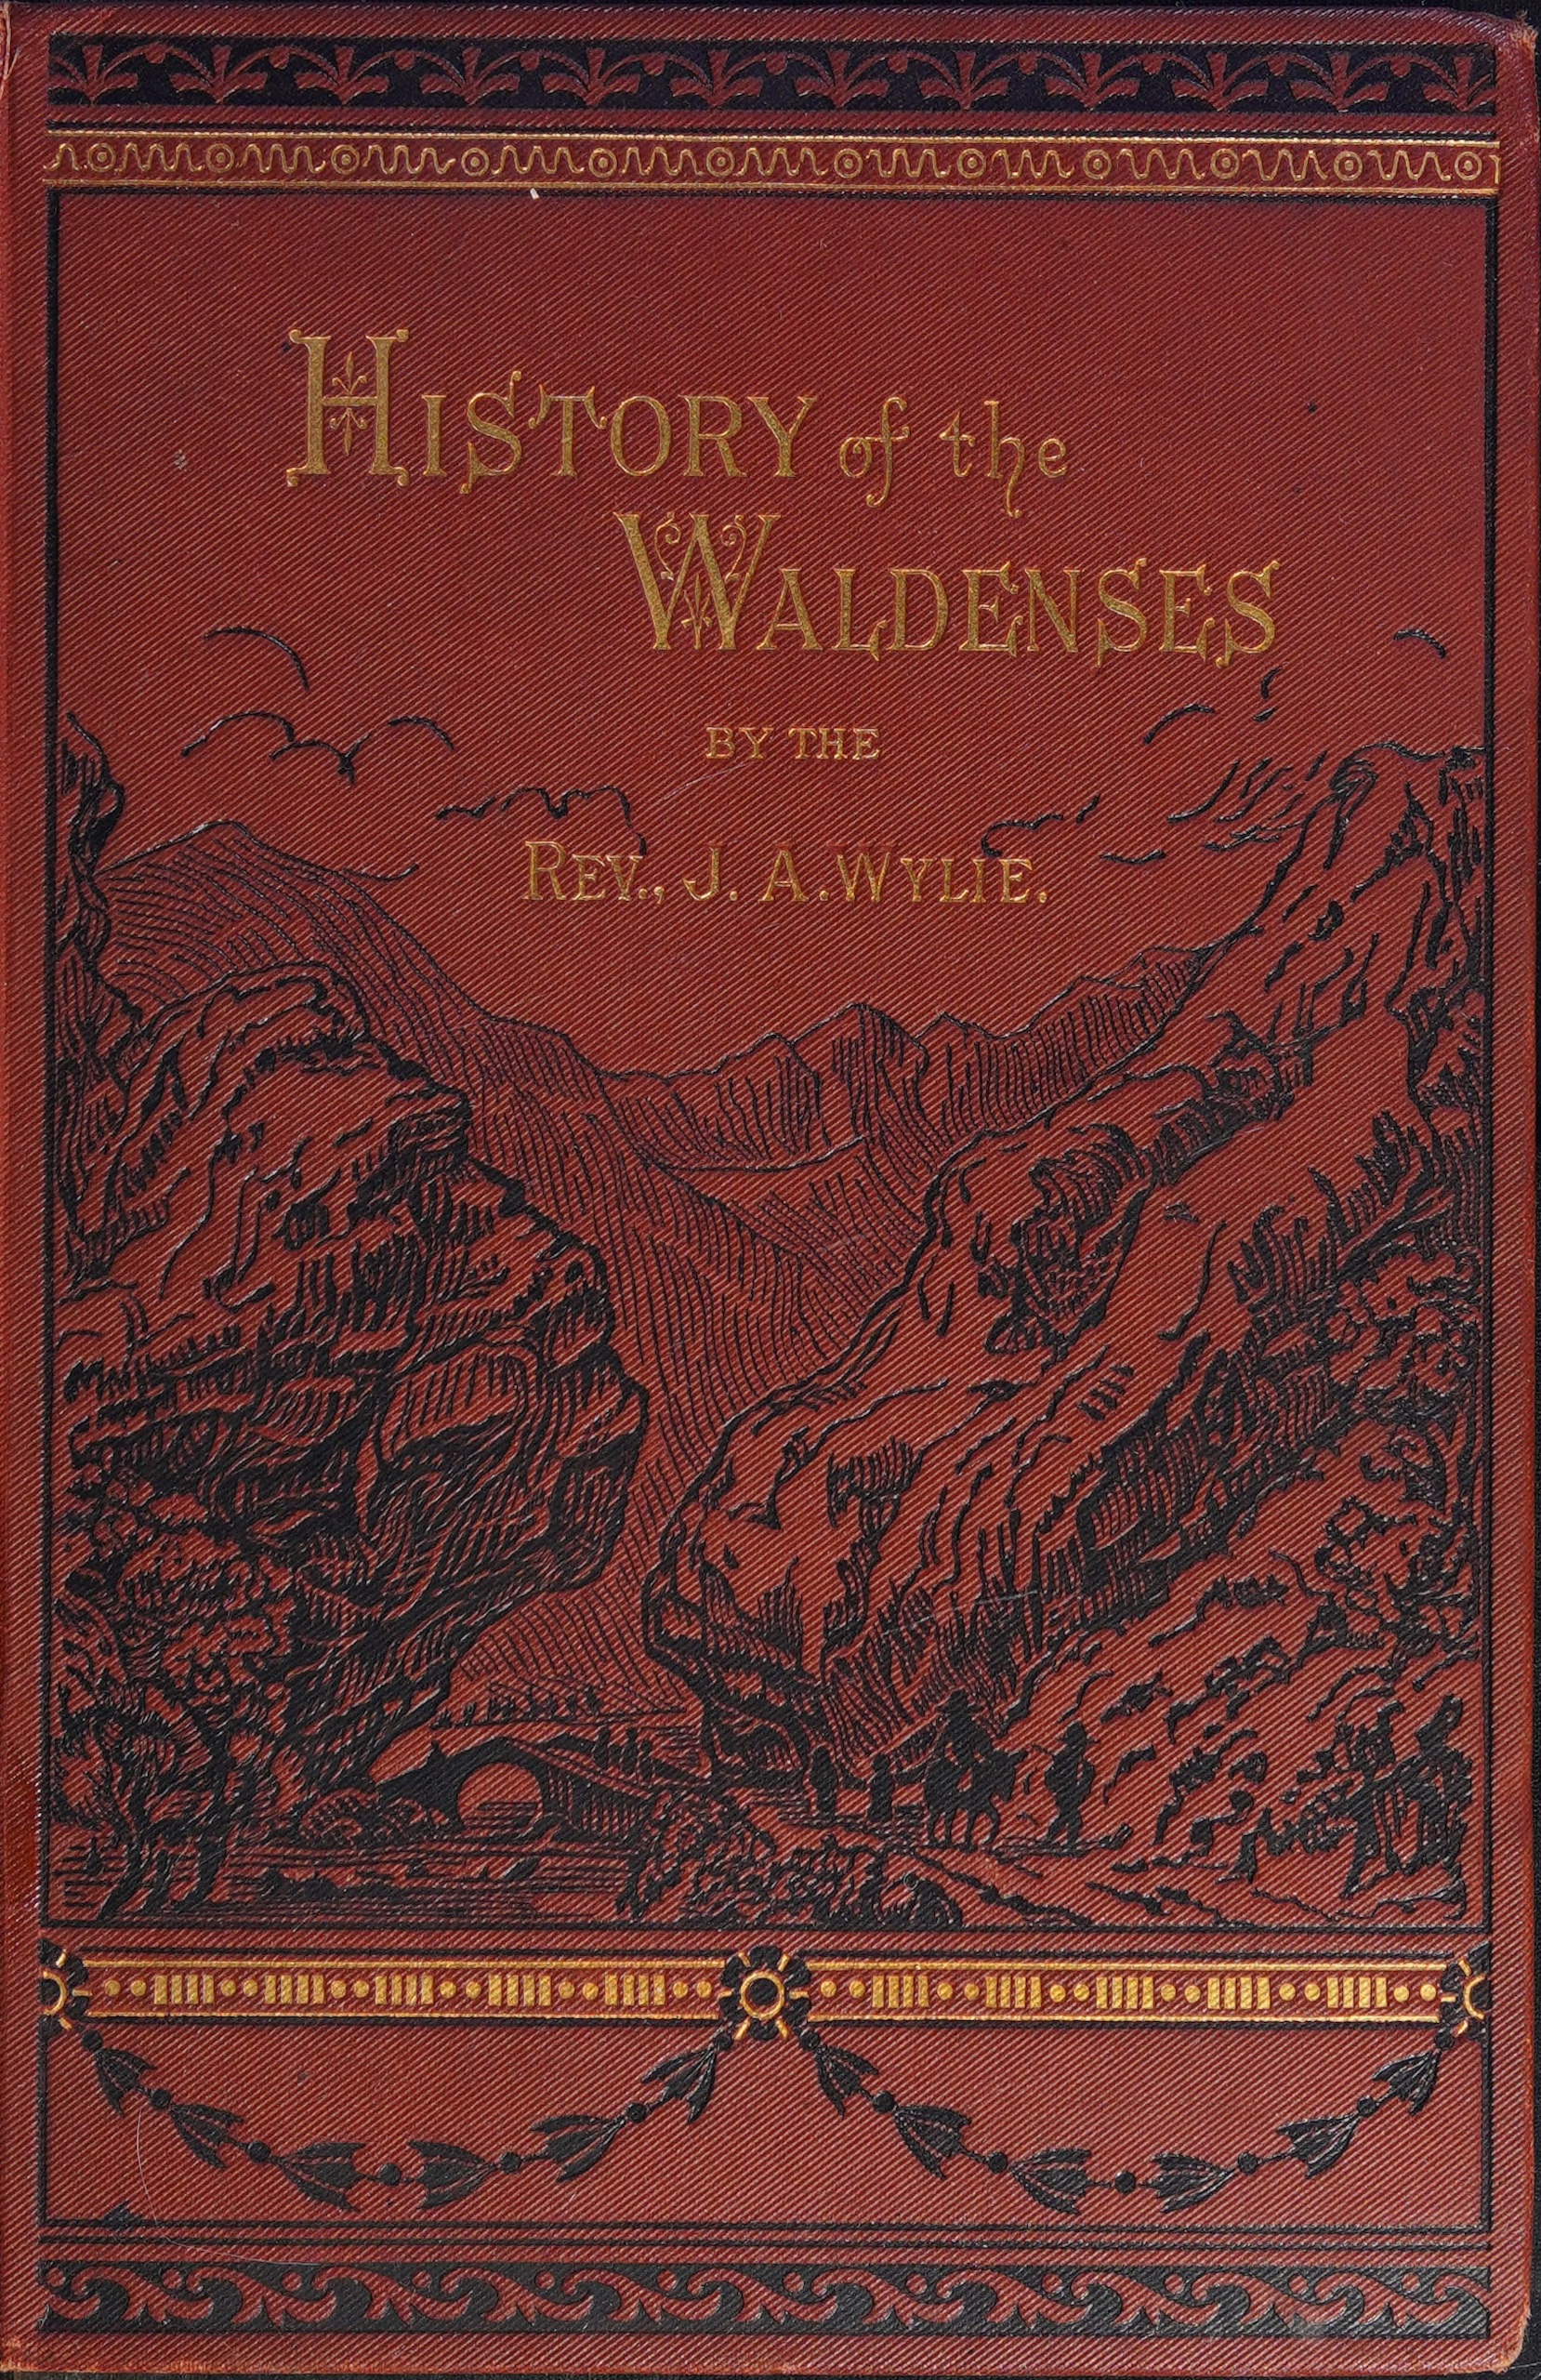 HISTORY of the
WALDENSES
BY THE
REV., J. A. WYLIE.